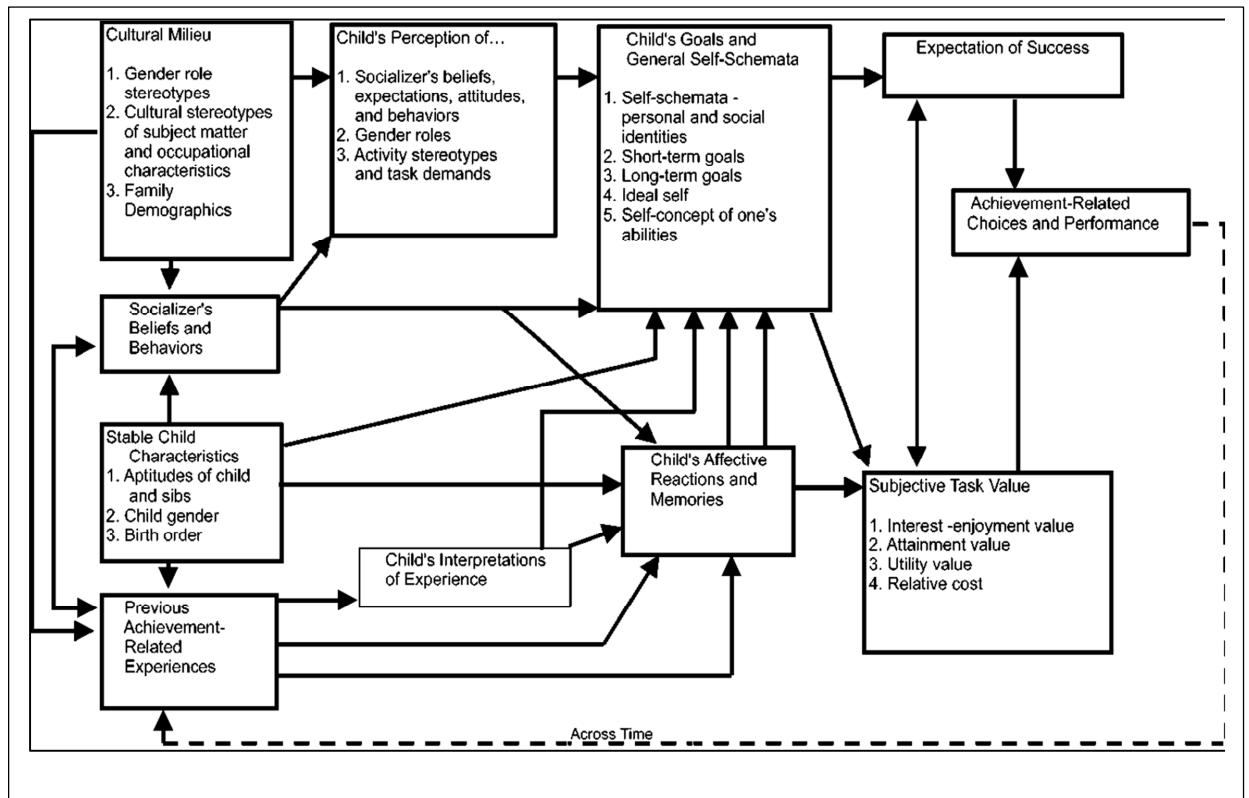 Cultural Milieu
1. Gender role
stereotypes
2. Cultural stereotypes
of subject matter
and occupational
characteristics
3. Family
Demographics
Child's Perception of...
1. Socializer's beliefs,
expectations, attitudes,
and behaviors
2. Gender roles
3. Activity stereotypes
and task demands
Child's Goals and
General Self-Schemata
1. Self-schemata -
personal and social
identities
2. Short-term goals
3. Long-term goals
4. Ideal self
5. Self-concept of one's
abilities
Expectation of Success
Achievement-Related
Choices and Performance
Socializer's
Beliefs and
Behaviors
Stable Child
Characteristics
1. Aptitudes of child
and sibs
2. Child gender
3. Birth order
Child's Affective
Reactions and
Memories
Subjective Task Value
1. Interest -enjoyment value
2. Attainment value
3. Utility value
4. Relative cost
Child's Interpretations
of Experience
Previous
Achievement-
Related
Experiences
Across Time